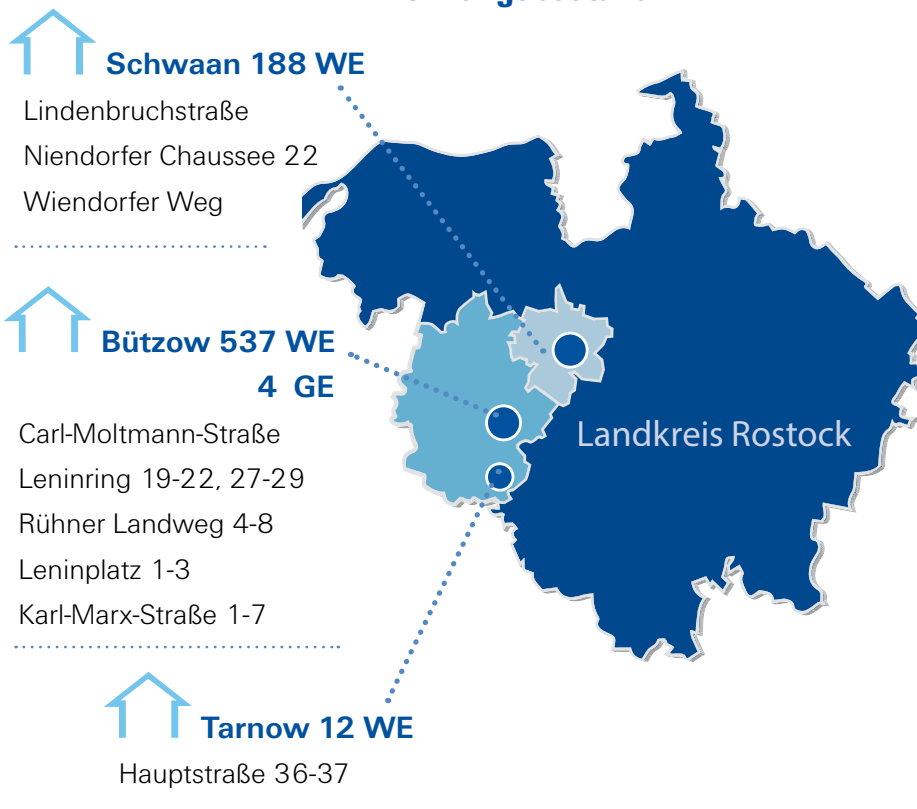 Schwaan 188 WE
Lindenbruchstraße
Niendorfer Chaussee 22
Wiendorfer Weg
Bützow 537 WE
4 GE
Carl-Moltmann-Straße
Leninring 19-22, 27-29
Rühner Landweg 4-8
Leninplatz 1-3
Karl-Marx-Straße 1-7
Landkreis Rostock
Tarnow 12 WE
Hauptstraße 36-37